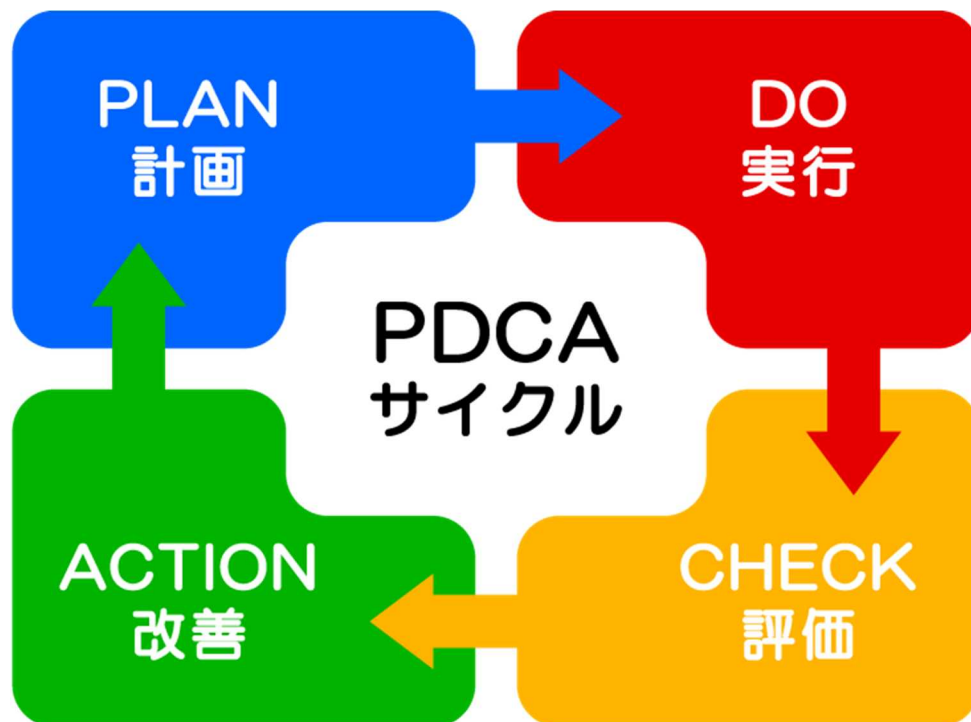 PLAN
計画
DO
実行
PDCA
サイクル
ACTION
改善
CHECK
評価